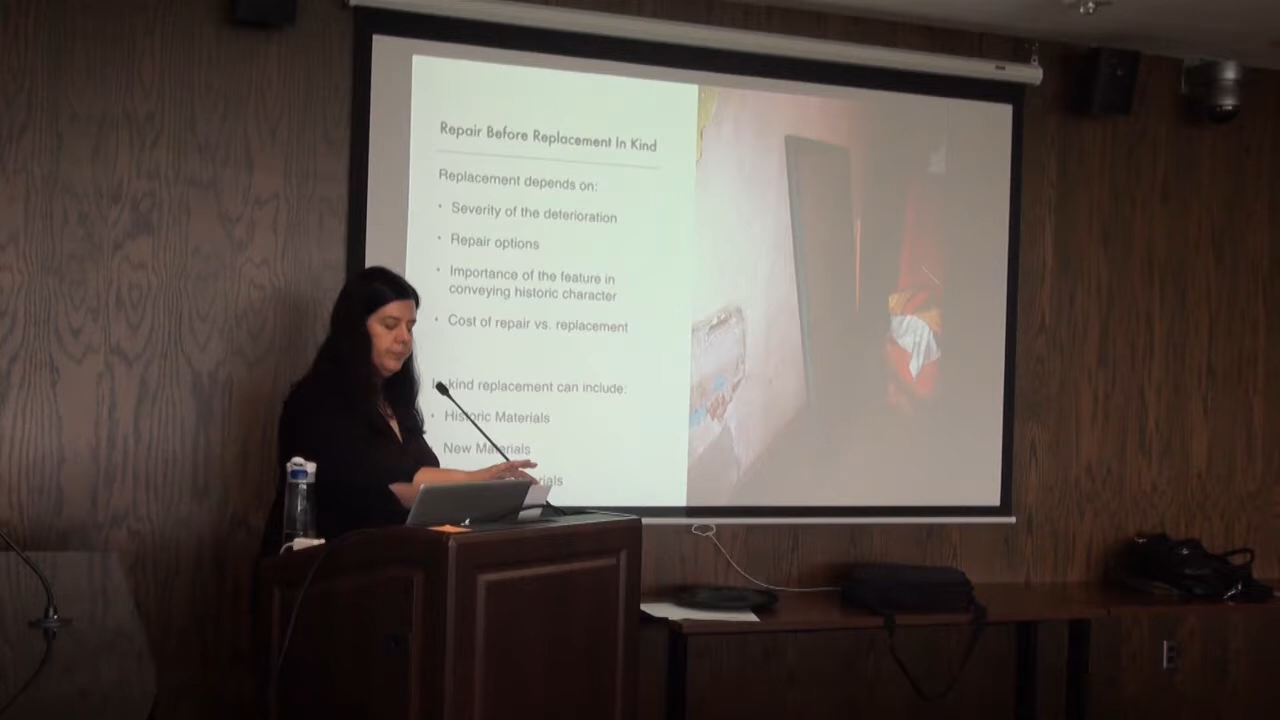 Repair Before Replacement In Kind
Replacement depends on:
• Severity of the deterioration
• Repair options
• Importance of the feature in
conveying historic character
• Cost of repair vs. replacement
kind replacement can include:
• Historic Materials
• New Materials